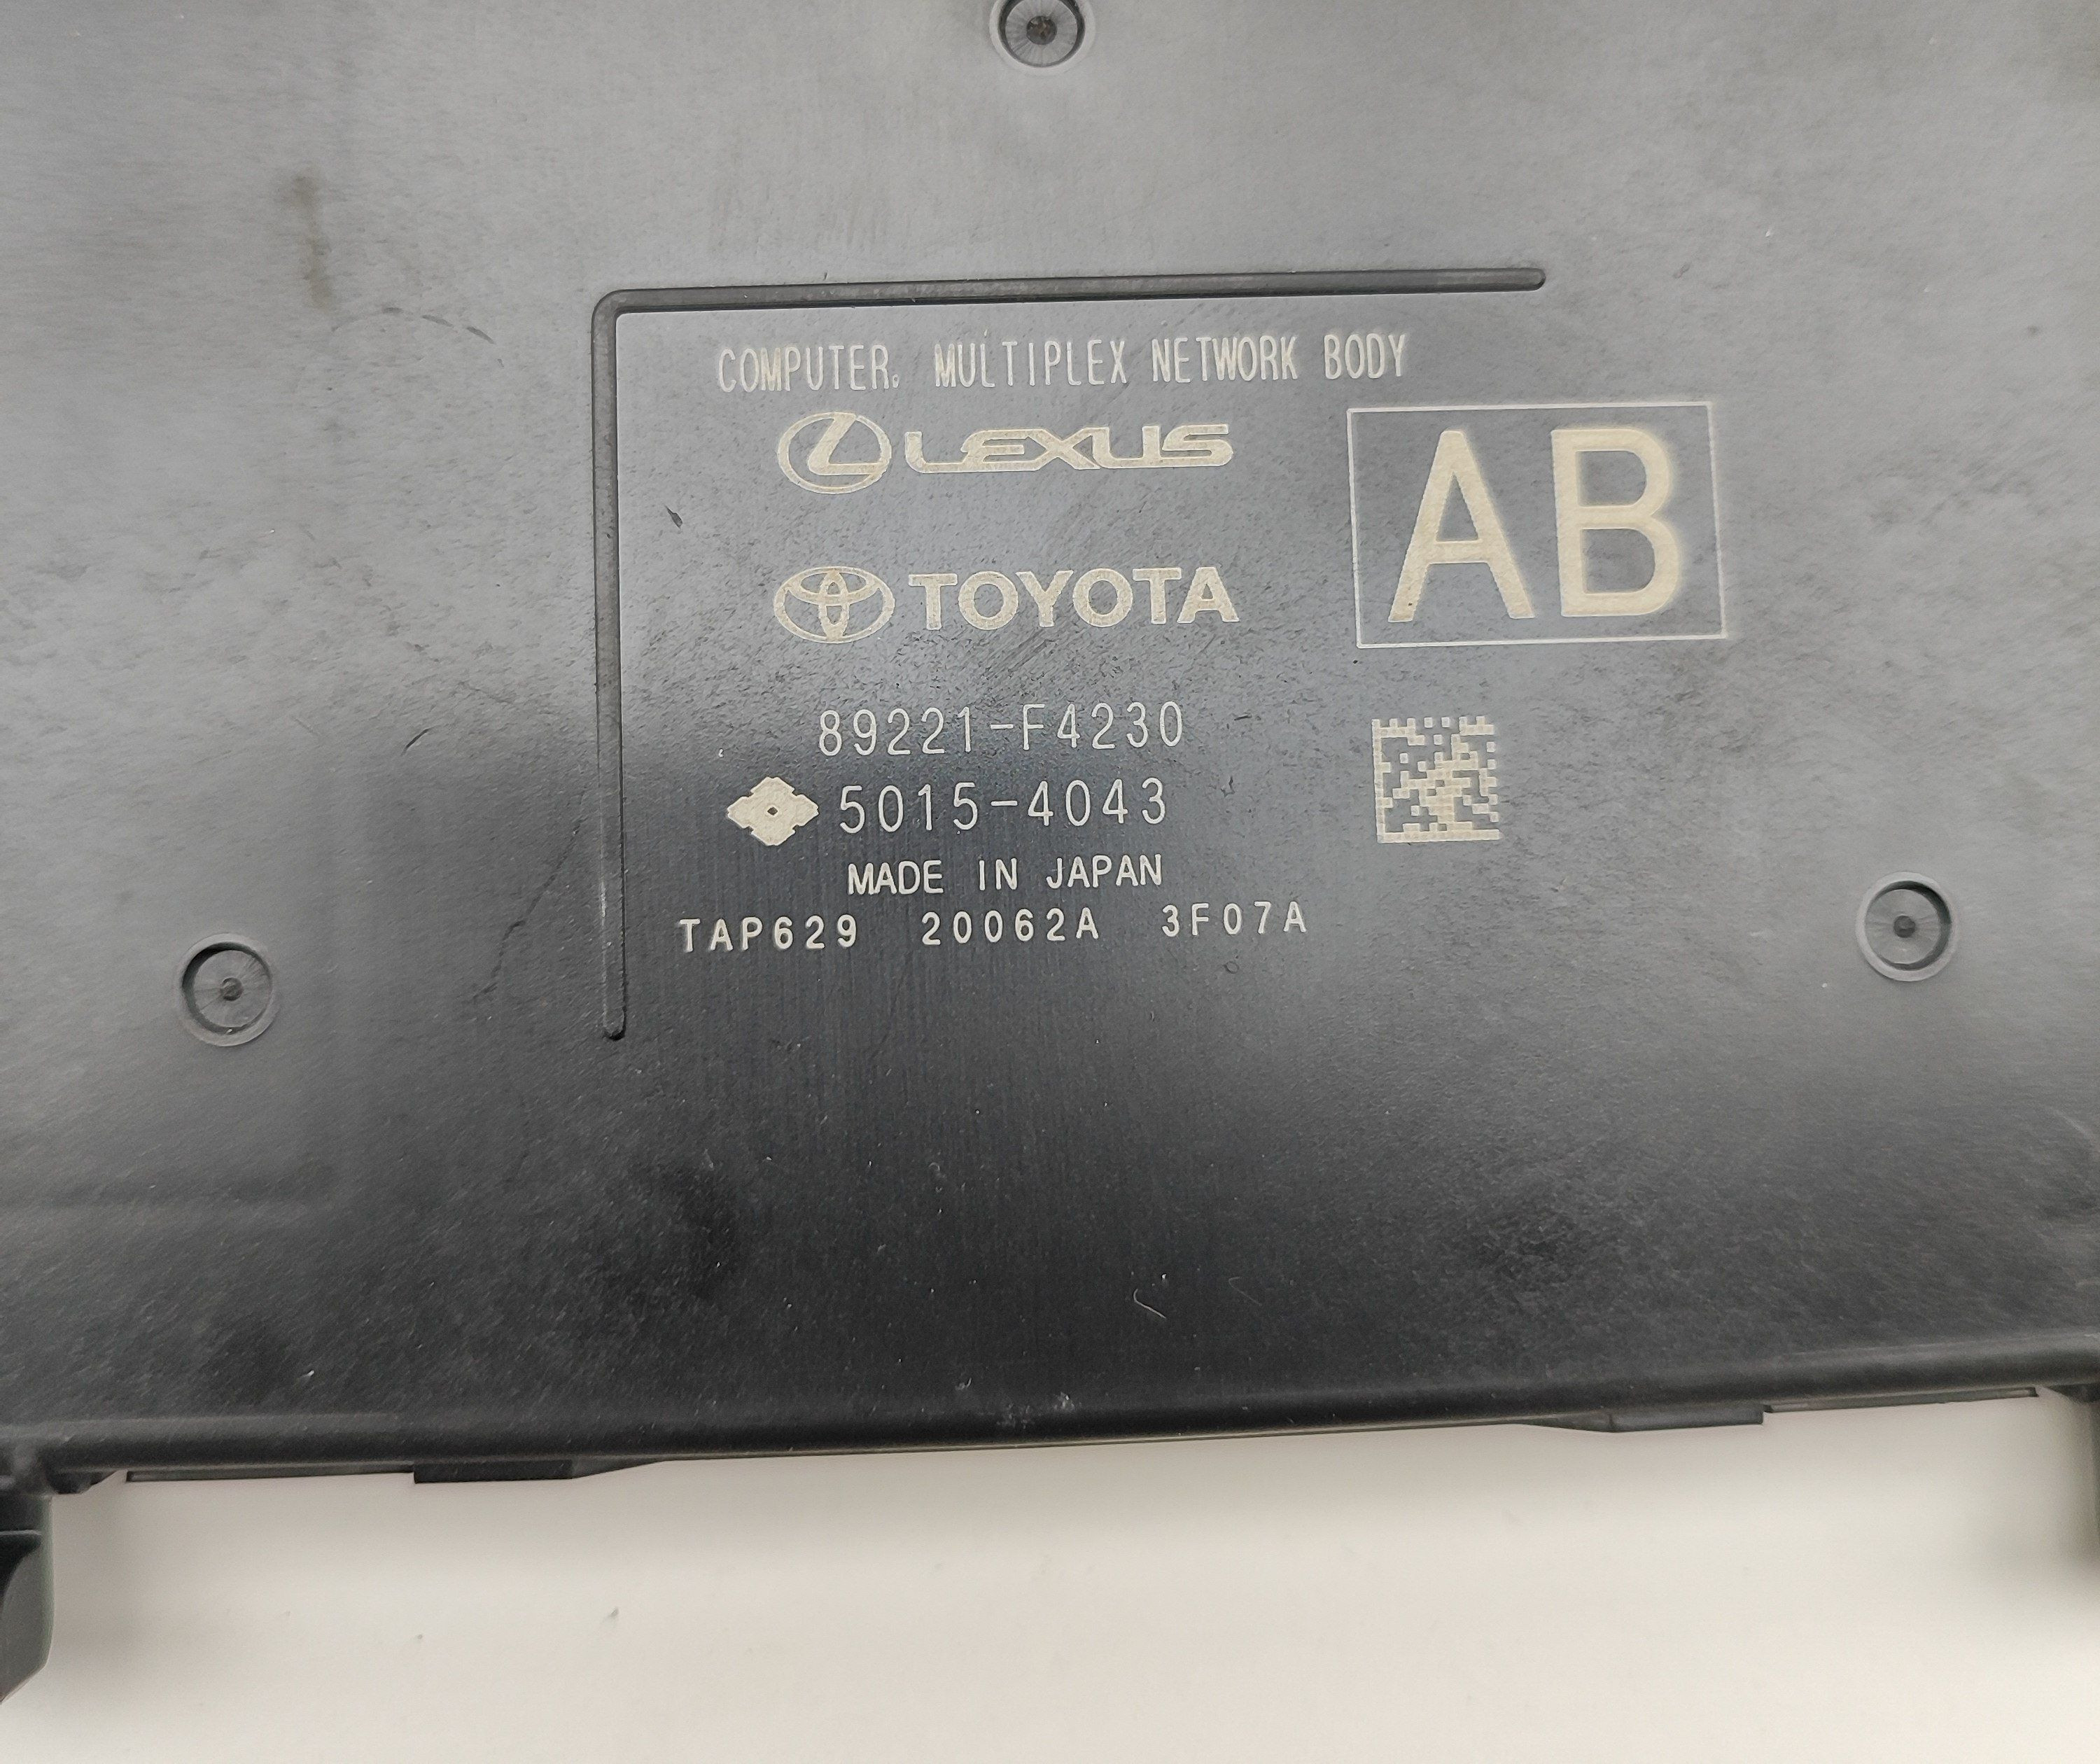 COMPUTER, MULTIPLEX NETWORK BODY
LEXUS
AB
TOYOTA
89221-F4230
5015-4043
MADE IN JAPAN
TAP629 20062A 3F07A